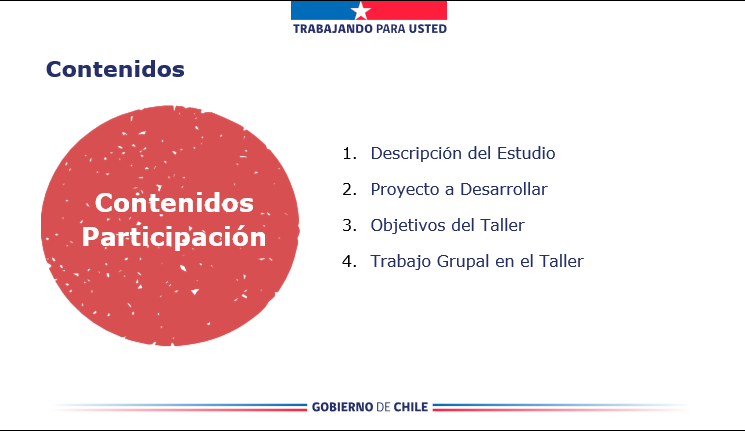 TRABAJANDO PARA USTED
Contenidos
Contenidos
Participación
1. Descripción del Estudio
2. Proyecto a Desarrollar
3. Objetivos del Taller
4. Trabajo Grupal en el Taller
GOBIERNO DE CHILE